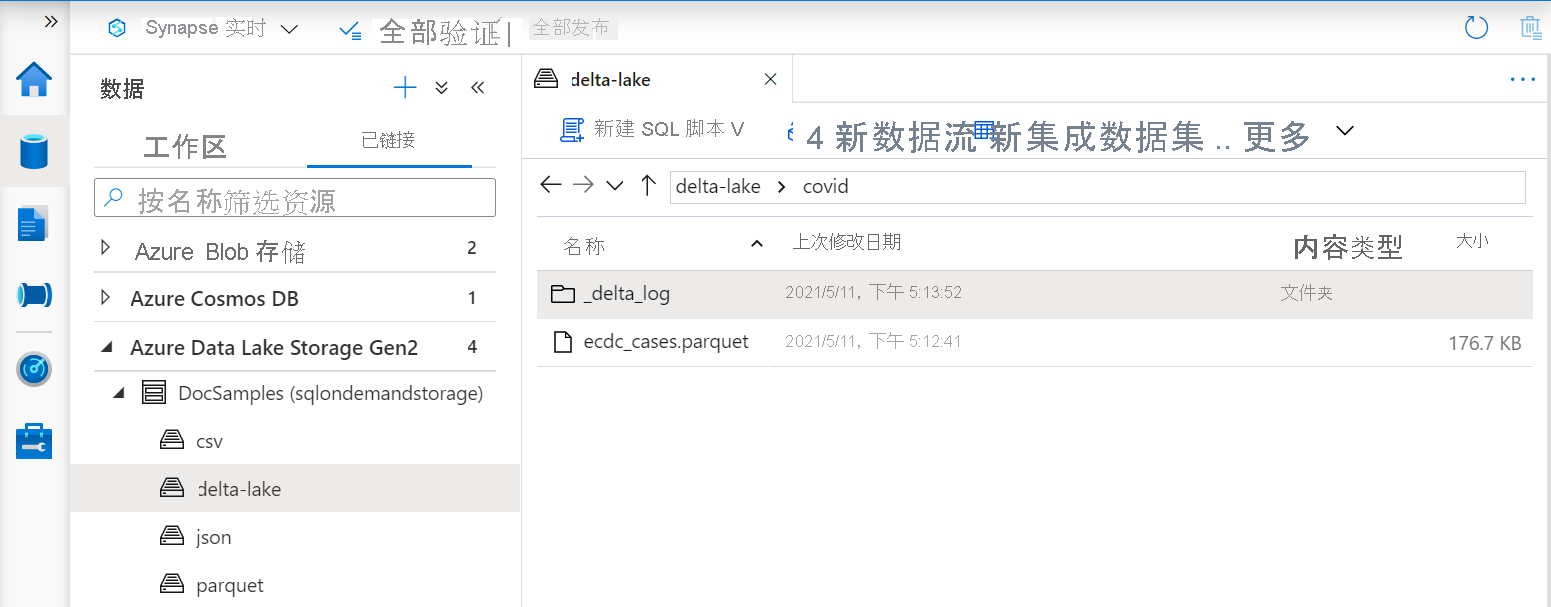 Synapse 实时 全部验证 | 全部发布
数据
工作区 已链接
按名称筛选资源
Azure Blob 存储 2
Azure Cosmos DB 1
Azure Data Lake Storage Gen2 4
DocSamples (sqlondemandstorage)
csv
delta-lake
json
parquet
delta-lake
新建 SQL 脚本 V 4 新数据流 新集成数据集 .. 更多
delta-lake > covid
名称 上次修改日期 内容类型 大小
_delta_log 2021/5/11, 下午 5:13:52 文件夹
ecdc_cases.parquet 2021/5/11, 下午 5:12:41 176.7 KB